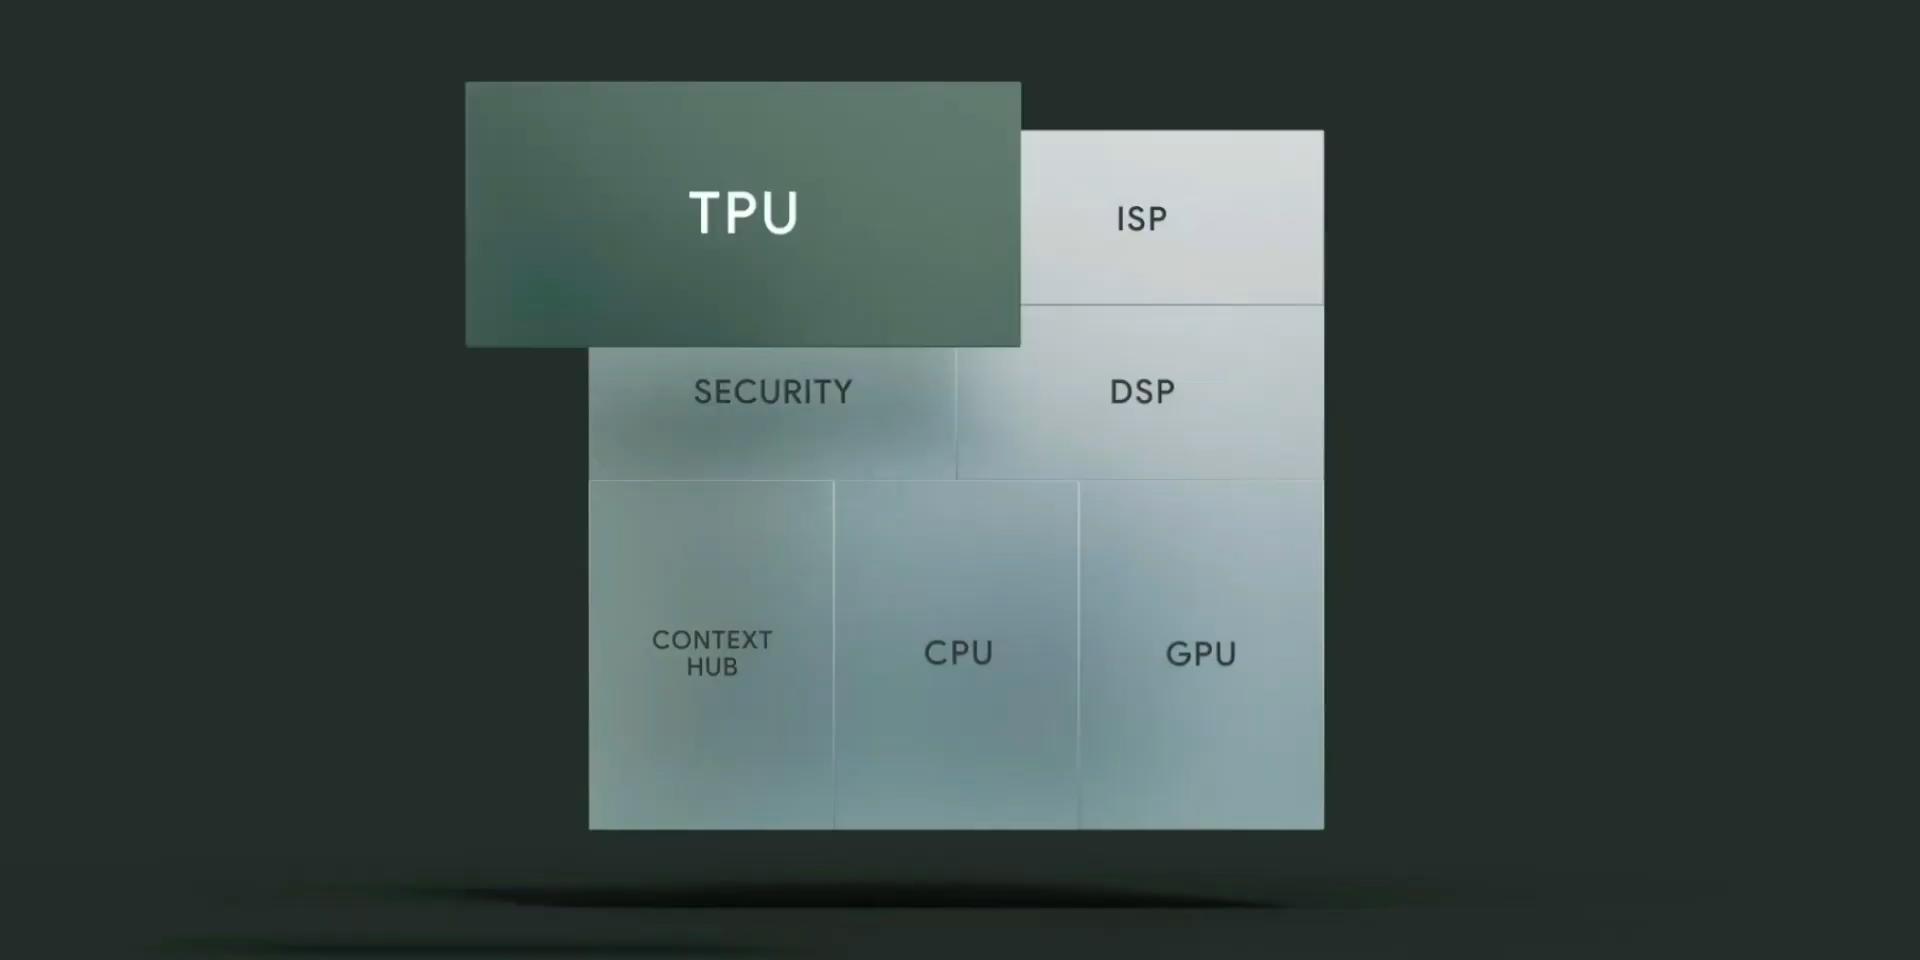 TPU
ISP
SECURITY
DSP
CONTEXT
HUB
CPU
GPU